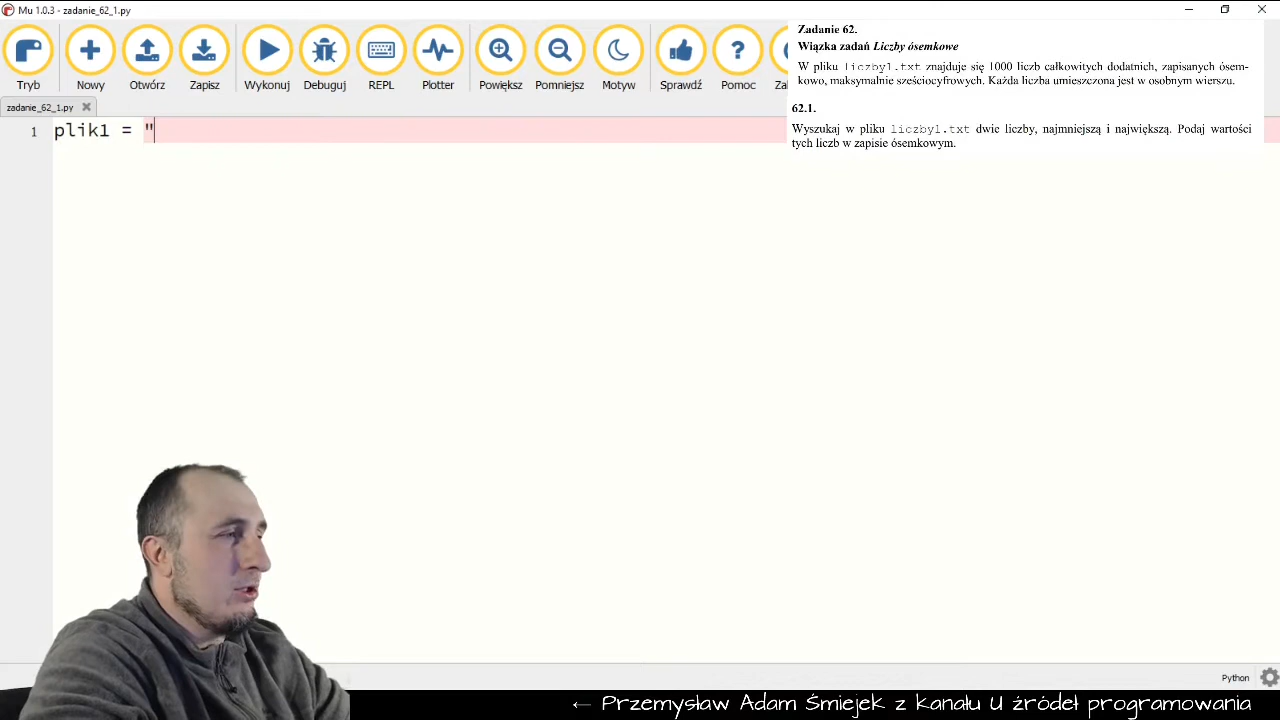 Mu 1.0.3 - zadanie_62_1.py
Tryb
Nowy
Otwórz
Zapisz
Wykonuj
Debuguj
REPL
Plotter
Powiększ
Pomniejsz
Motyw
Sprawdź
Pomoc
zadanie_62_1.py
1 plik1 = "
Zadanie 62.
Wiązka zadań Liczby ósemkowe
W pliku liczby1.txt znajduje się 1000 liczb całkowitych dodatnich, zapisanych ósem-
kowo, maksymalnie sześciocyfrowych. Każda liczba umieszczona jest w osobnym wierszu.
62.1.
Wyszukaj w pliku liczby1.txt dwie liczby, najmniejszą i największą. Podaj wartości
tych liczb w zapisie ósemkowym.
Python
← Przemysław Adam Śmiejek z kanału U źródeł programowania